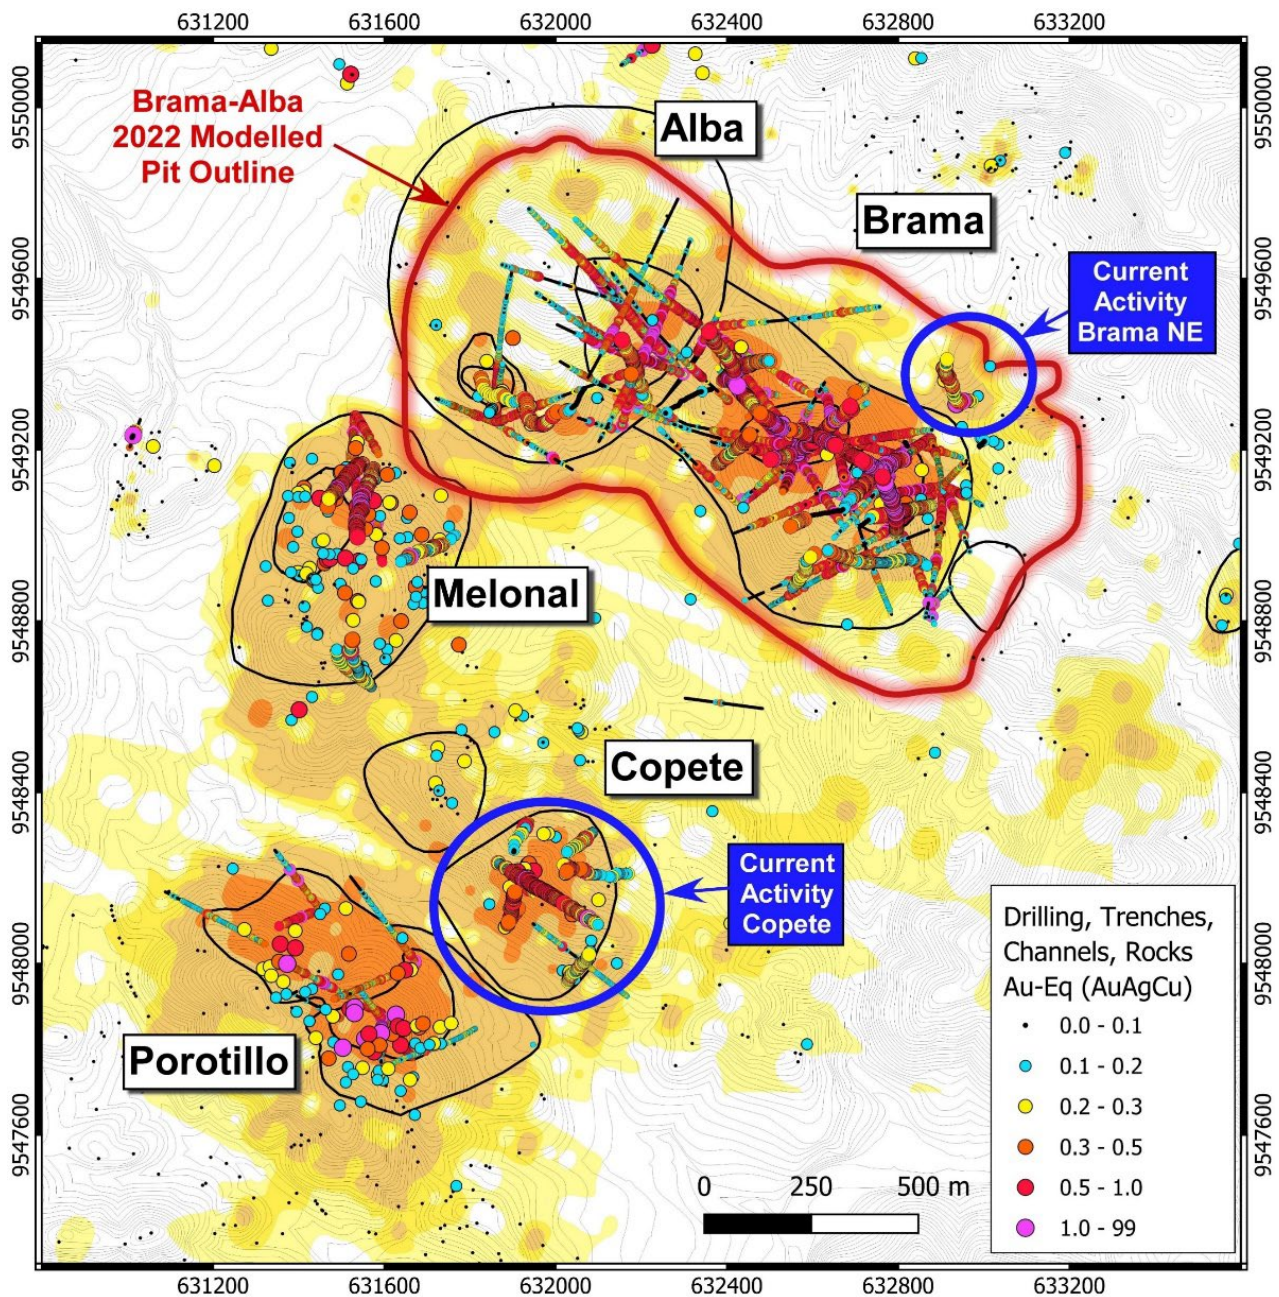 631200 631600 632000 632400 632800 633200
9550000
9550000
Brama-Alba
2022 Modelled
Pit Outline
Alba
Brama
9549600
9549600
Current
Activity
Brama NE
9549200
9549200
Melonal
9548800
9548800
Copete
9548400
9548400
Current
Activity
Copete
Drilling, Trenches,
Channels, Rocks
Au-Eq (AuAgCu)
0.0 - 0.1
0.1 - 0.2
0.2 - 0.3
0.3 - 0.5
0.5 - 1.0
1.0 - 99
9548000
9548000
Porotillo
9547600
9547600
0 250 500 m
631200 631600 632000 632400 632800 633200